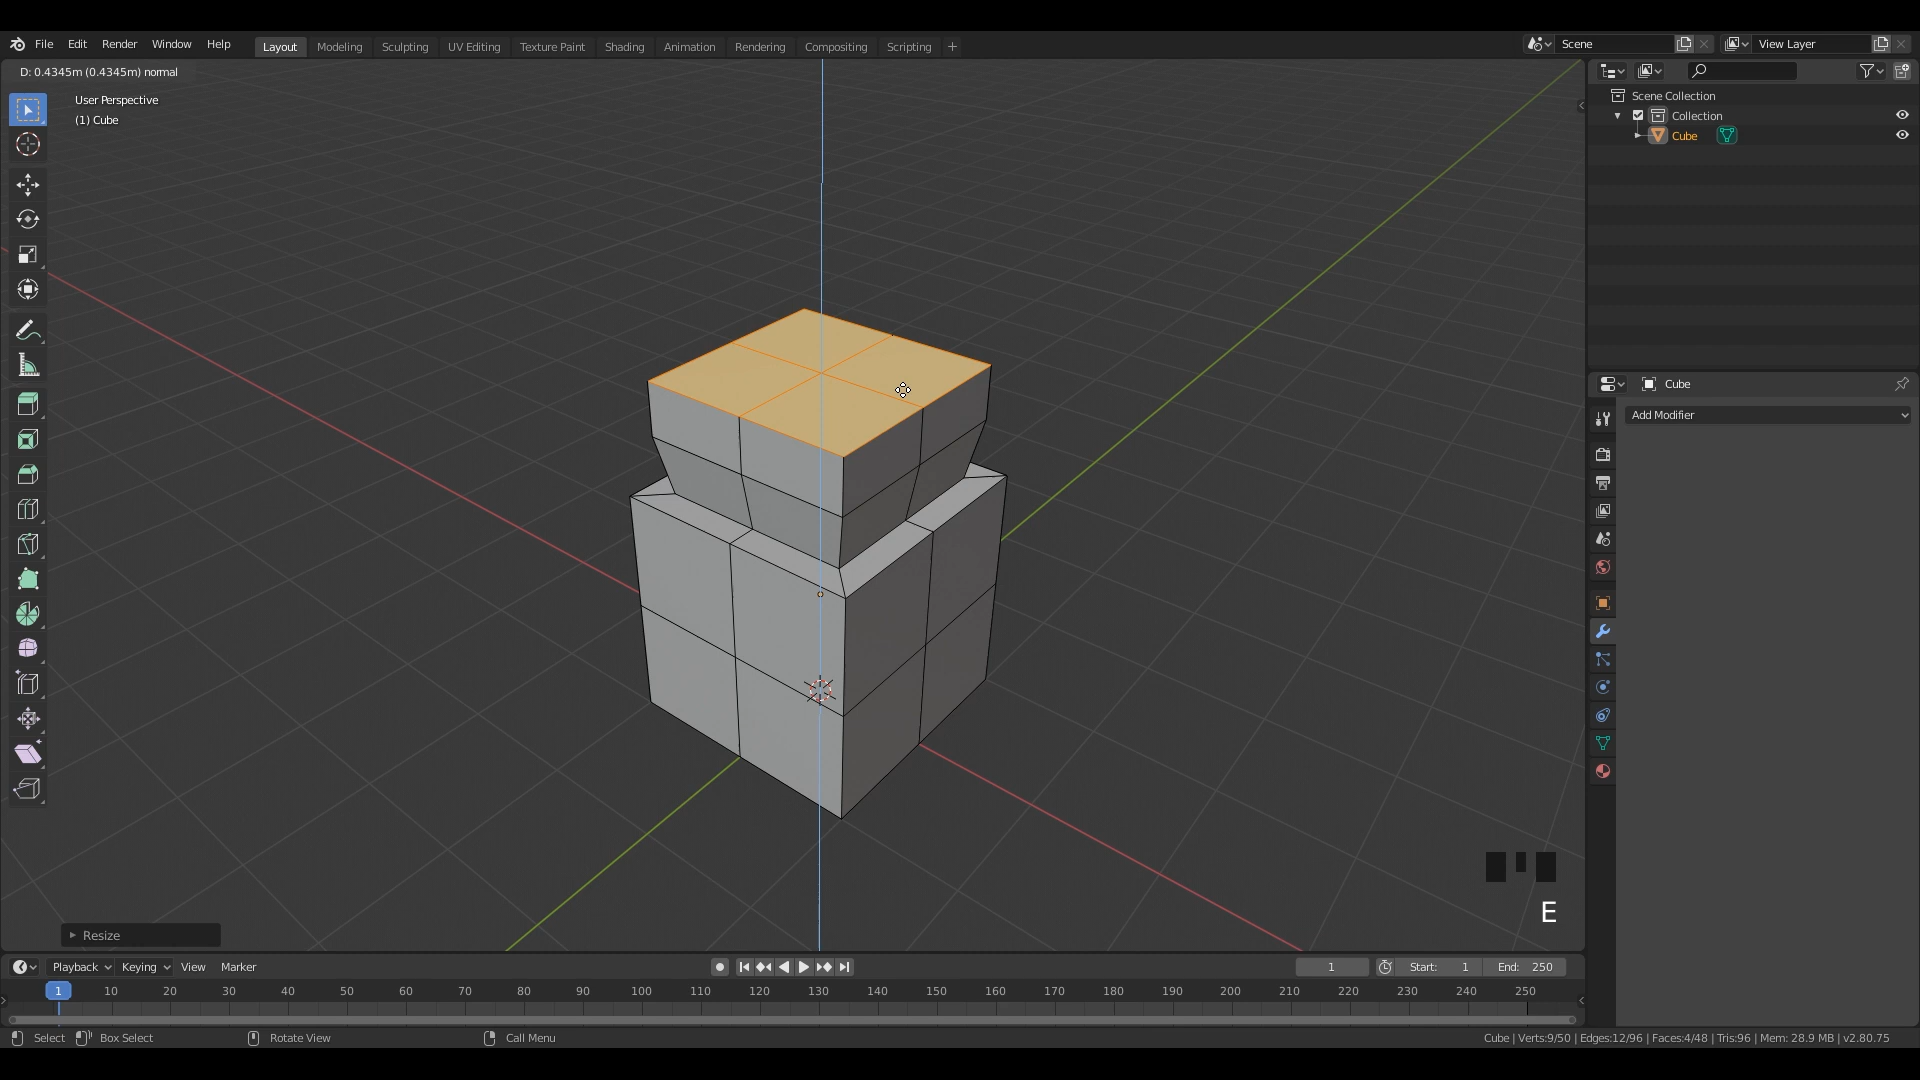 File Edit Render Window Help Layout Modeling Sculpting UV Editing Texture Paint Shading Animation Rendering Compositing Scripting + Scene View Layer
D: 0.4345m (0.4345m) normal
User Perspective
(1) Cube
Scene Collection
Collection
Cube
Cube
Add Modifier
E
Resize
Playback Keying View Marker 1 Start: 1 End: 250
1 10 20 30 40 50 60 70 80 90 100 110 120 130 140 150 160 170 180 190 200 210 220 230 240 250
Select Box Select Rotate View Call Menu Cube | Verts:9/50 | Edges:12/96 | Faces:4/48 | Tris:96 | Mem: 28.9 MB | v2.80.75